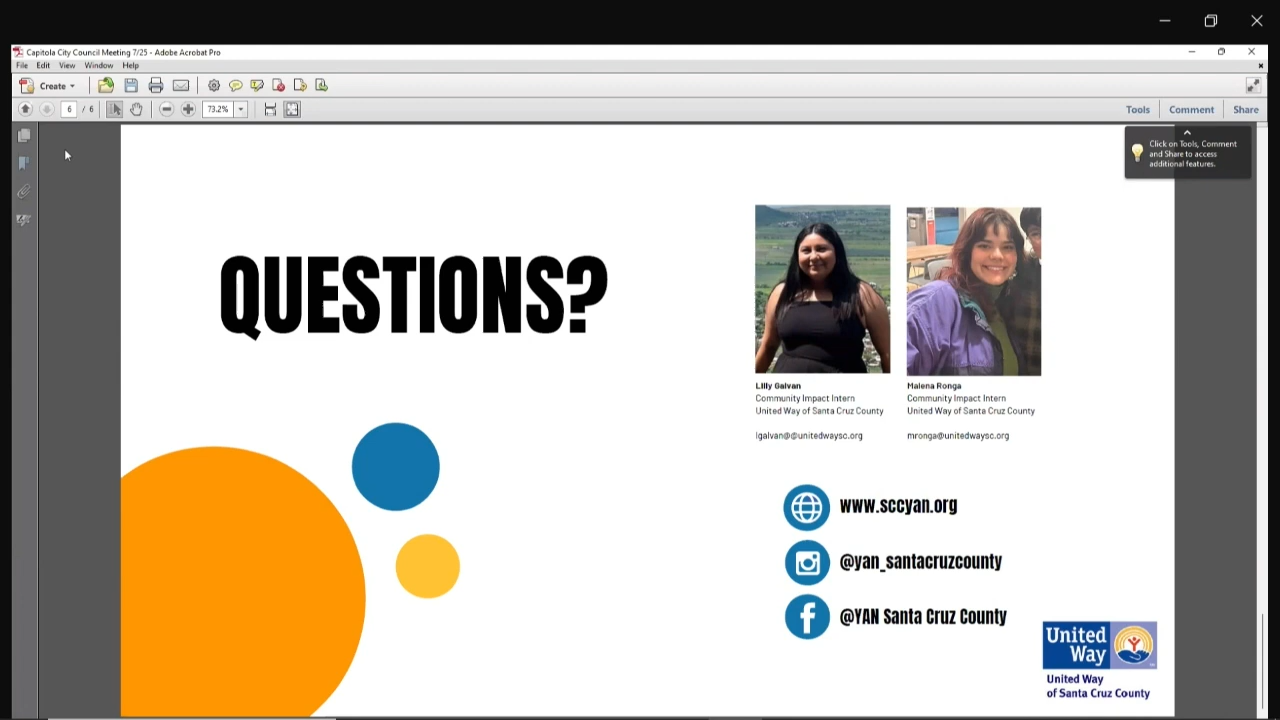 Capitola City Council Meeting 7/25 - Adobe Acrobat Pro
File Edit View Window Help
Create
6 / 6
73.2%
Tools
Comment
Share
Click on Tools, Comment
and Share to access
additional features.
QUESTIONS?
Lilly Galvan
Community Impact Intern
United Way of Santa Cruz County
lgalvan@@unitedwaysc.org
Malena Ronga
Community Impact Intern
United Way of Santa Cruz County
mronga@unitedwaysc.org
www.sccyan.org
@yan_santacruzcounty
@YAN Santa Cruz County
United
Way
United Way
of Santa Cruz County